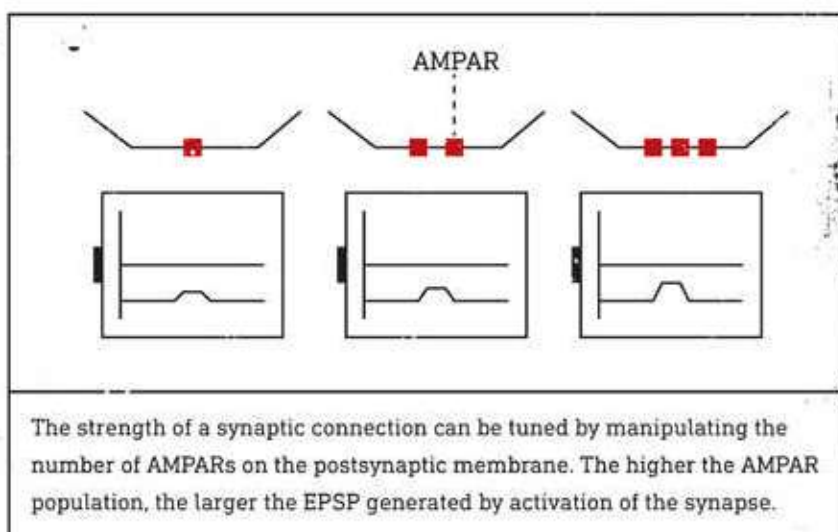 AMPAR
The strength of a synaptic connection can be tuned by manipulating the
number of AMPARs on the postsynaptic membrane. The higher the AMPAR
population, the larger the EPSP generated by activation of the synapse.